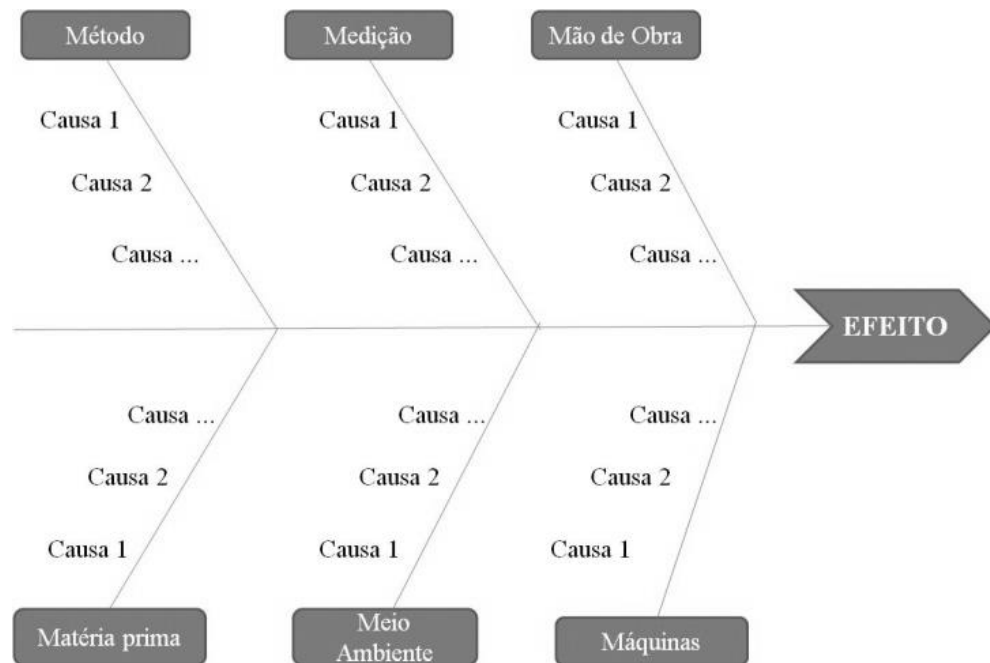 Método
Medição
Mão de Obra
Causa 1
Causa 1
Causa 1
Causa 2
Causa 2
Causa 2
Causa ...
Causa ...
Causa ...
EFEITO
Causa ...
Causa ...
Causa ...
Causa 2
Causa 2
Causa 2
Causa 1
Causa 1
Causa 1
Matéria prima
Meio
Ambiente
Máquinas